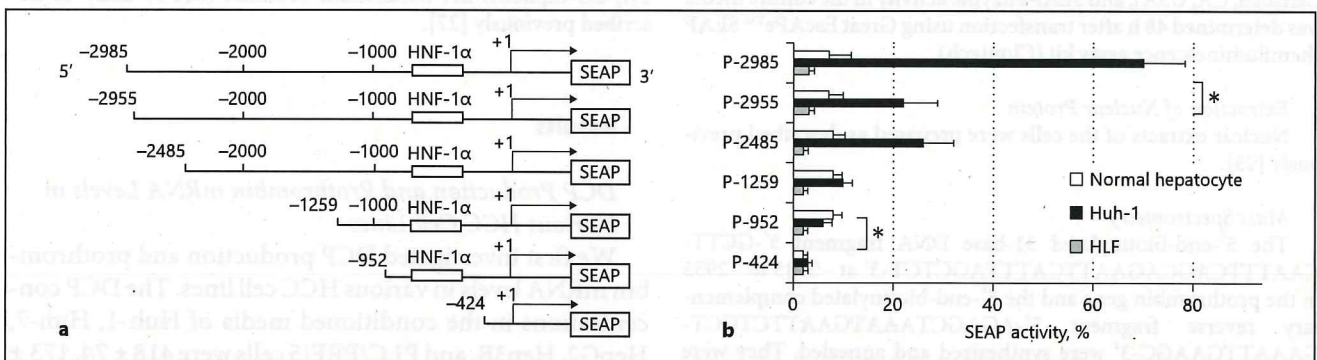 −2985 −2000 −1000 HNF-1α +1
5′ SEAP 3′
−2955 −2000 −1000 HNF-1α +1
SEAP
−2485 −2000 −1000 HNF-1α +1
SEAP
−1259 −1000 HNF-1α +1
SEAP
−952 HNF-1α +1
SEAP
−424 +1
SEAP
a
P-2985
P-2955
P-2485
P-1259
P-952
P-424
*
*
Normal hepatocyte
Huh-1
HLF
0 20 40 60 80
SEAP activity, %
b